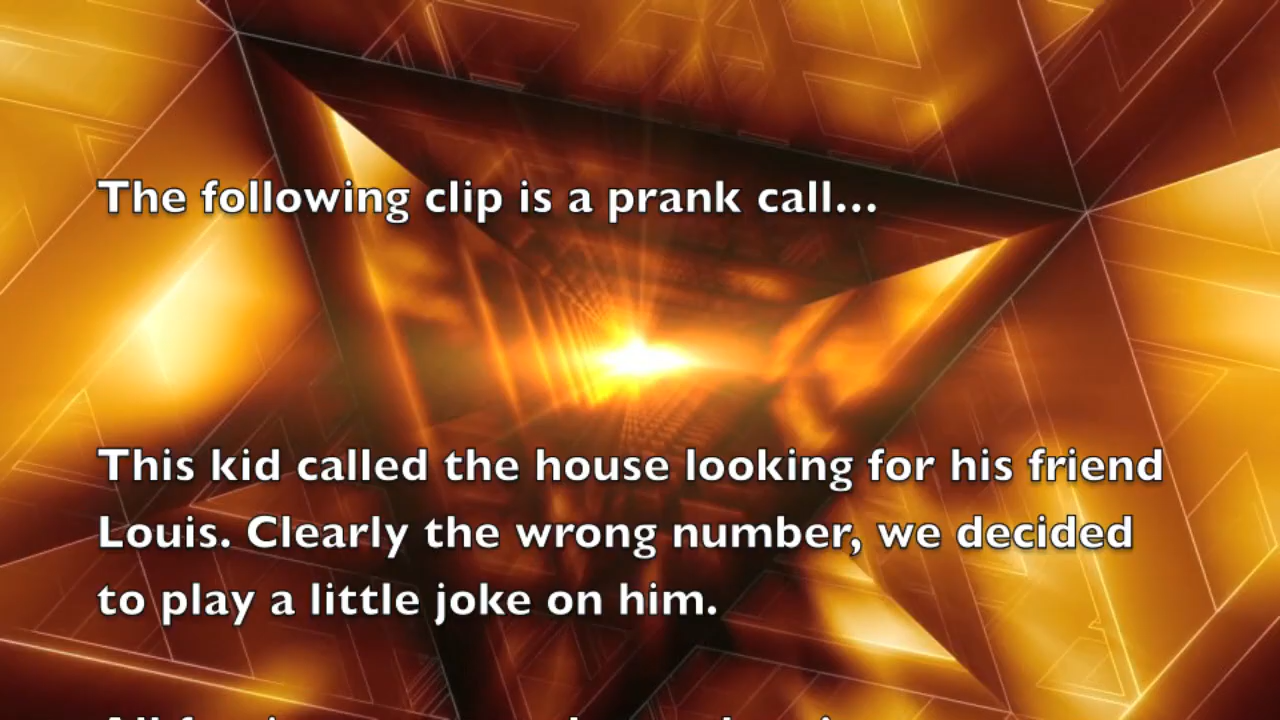 The following clip is a prank call...
This kid called the house looking for his friend
Louis. Clearly the wrong number, we decided
to play a little joke on him.